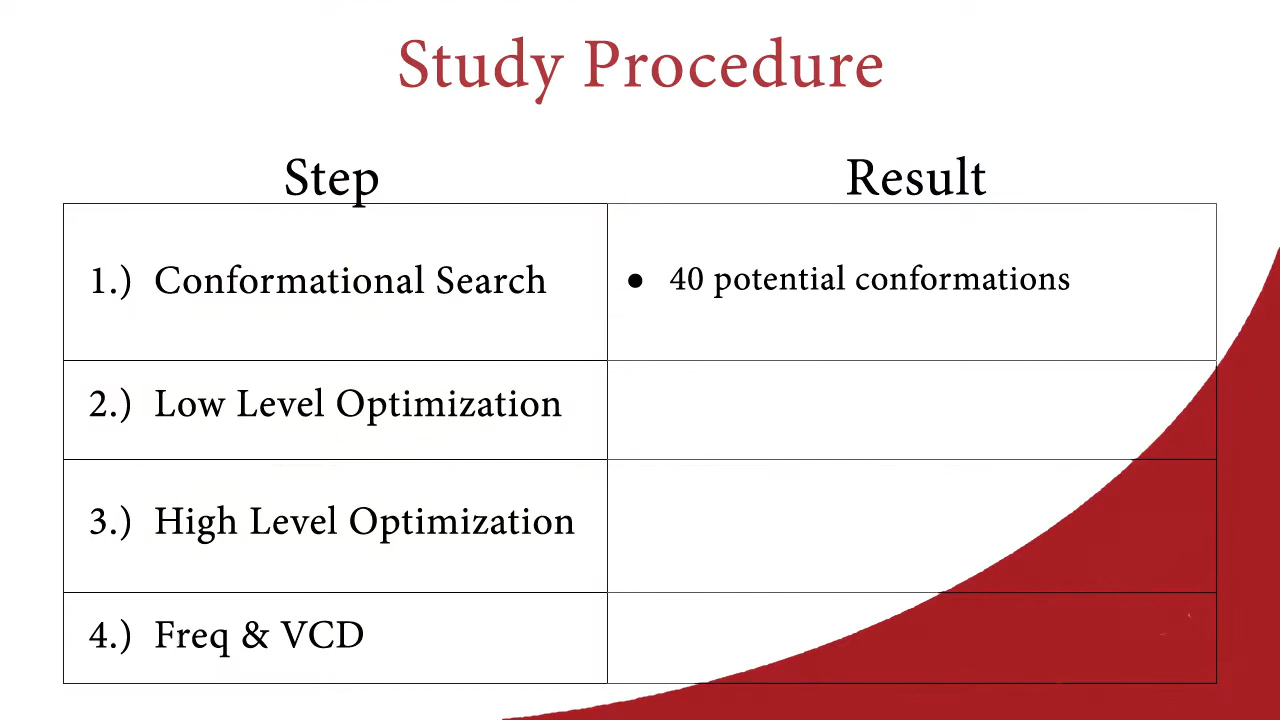 Study Procedure
Step
Result
1.) Conformational Search
● 40 potential conformations
2.) Low Level Optimization
3.) High Level Optimization
4.) Freq & VCD